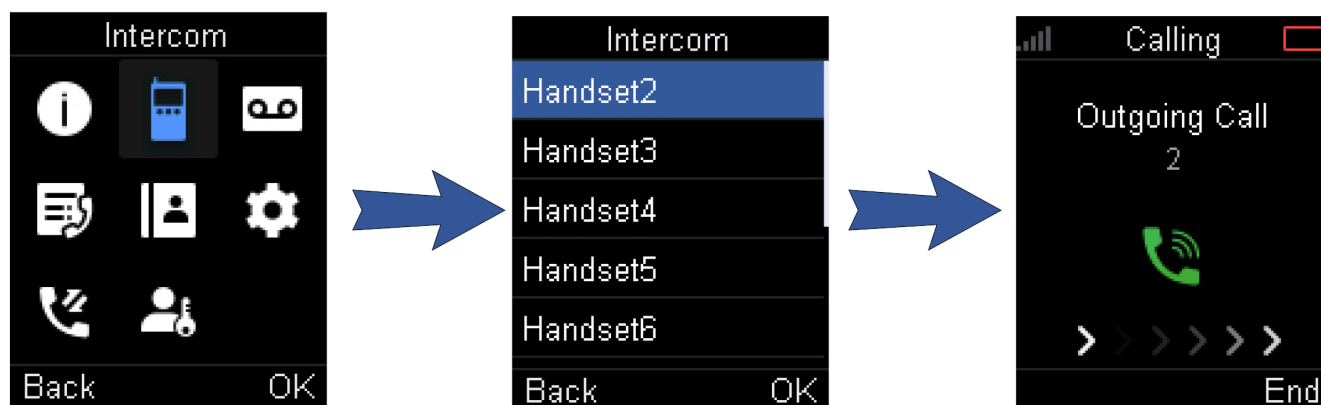 Intercom
Back OK
Intercom
Handset2
Handset3
Handset4
Handset5
Handset6
Back OK
Calling
Outgoing Call
2
End